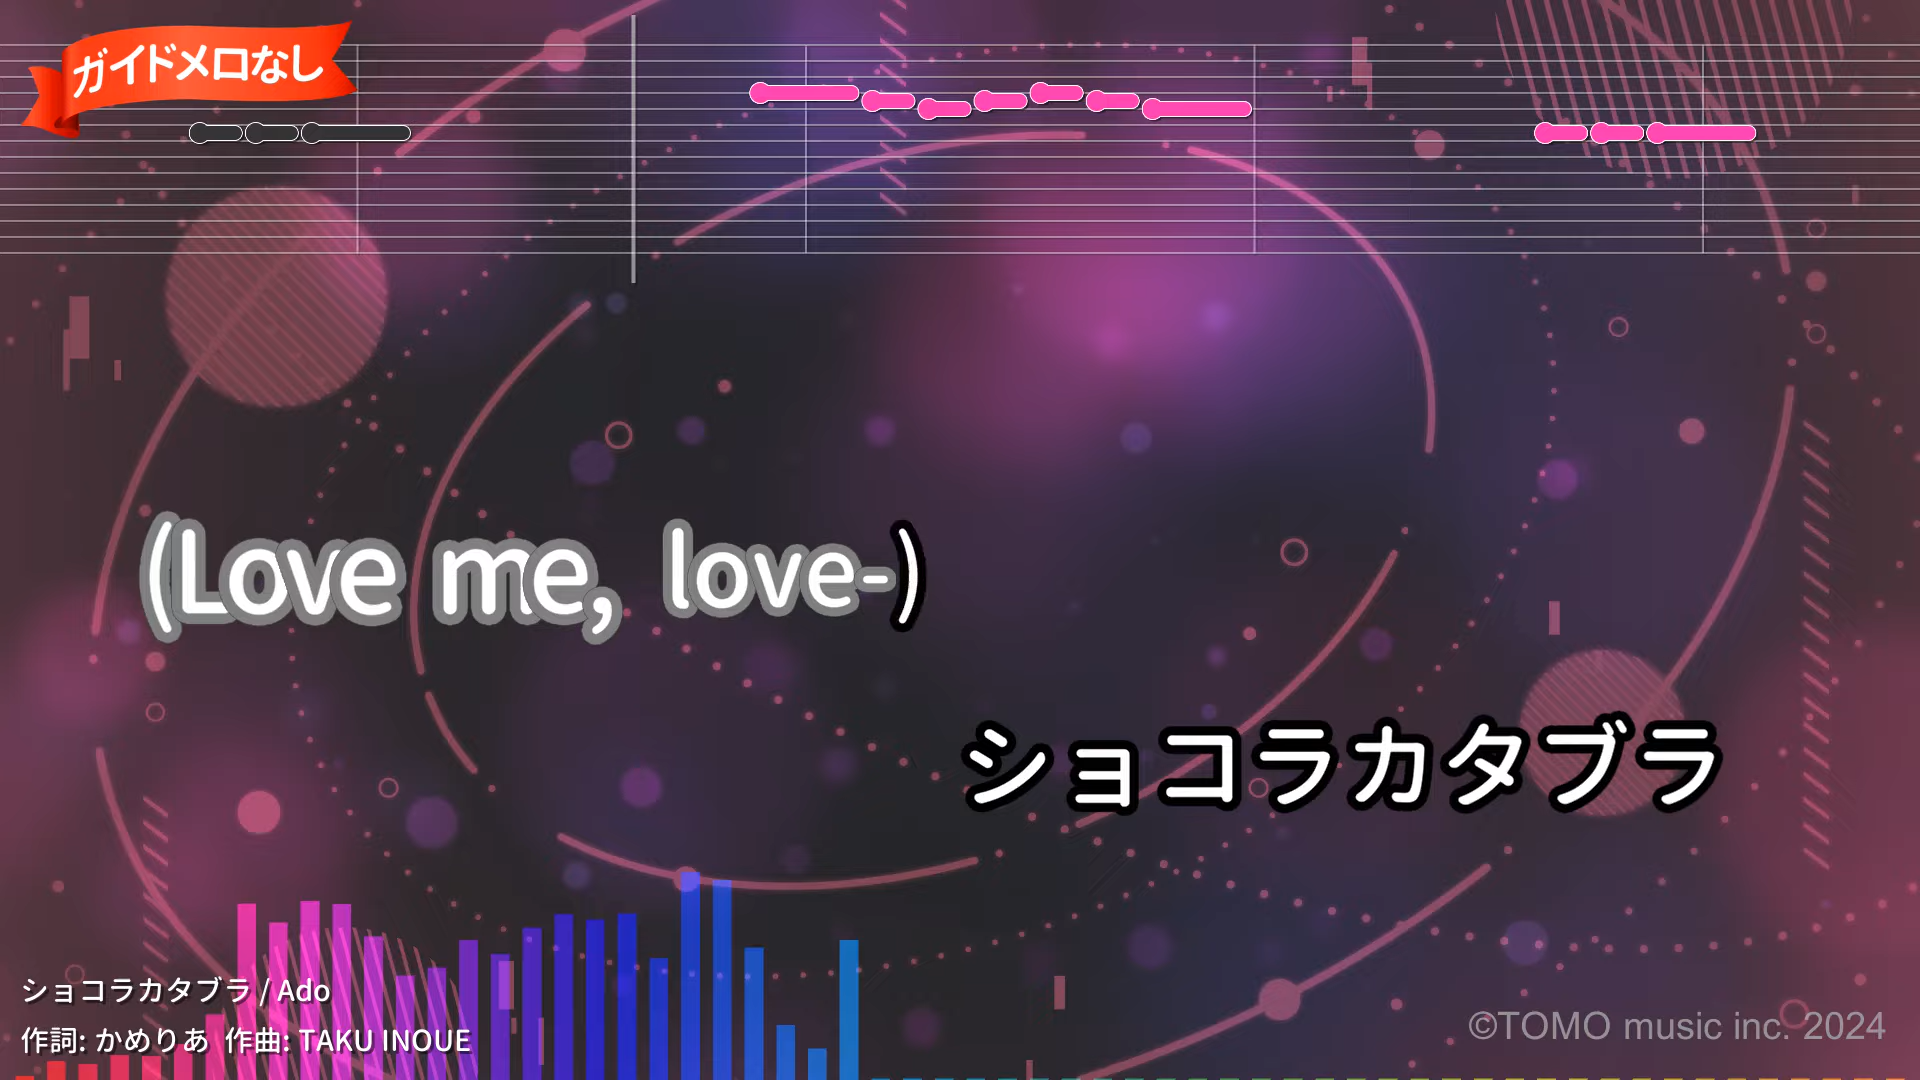 ガイドメロなし
(Love me, love-)
ショコラカタブラ
ショコラカタブラ / Ado
作詞: かめりあ 作曲: TAKU INOUE
©TOMO music inc. 2024